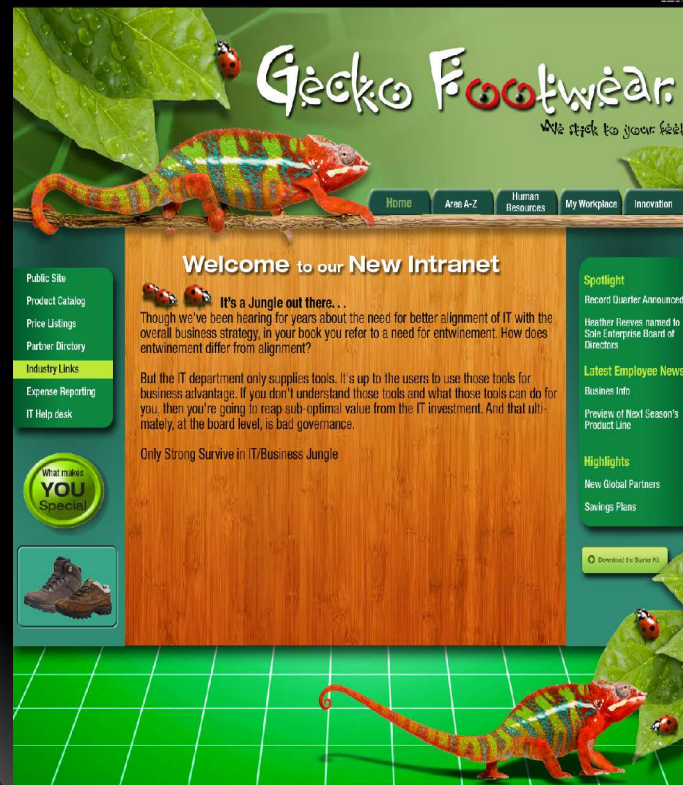 Gecko Footwear
We stick to your feet
Home
Area A-Z
Human
Resources
My Workplace
Innovation
Welcome to our New Intranet
Public Site
Product Catalog
Price Listings
Partner Dirctory
Industry Links
Expense Reporting
IT Help desk
It's a Jungle out there. . .
Though we've been hearing for years about the need for better alignment of IT with the
overall business strategy, in your book you refer to a need for entwinement. How does
entwinement differ from alignment?
But the IT department only supplies tools. It's up to the users to use those tools for
business advantage. If you don't understand those tools and what those tools can do for
you, then you're going to reap sub-optimal value from the IT investment. And that ulti-
mately, at the board level, is bad governance.
Only Strong Survive in IT/Business Jungle
Spotlight
Record Quarter Announced
Heather Reeves named to
Sole Enterprise Board of
Directors
Latest Employee News
Busines Info
Preview of Next Season's
Product Line
Highlights
New Global Partners
Savings Plans
What makes
YOU
Special
Download the Starter Kit